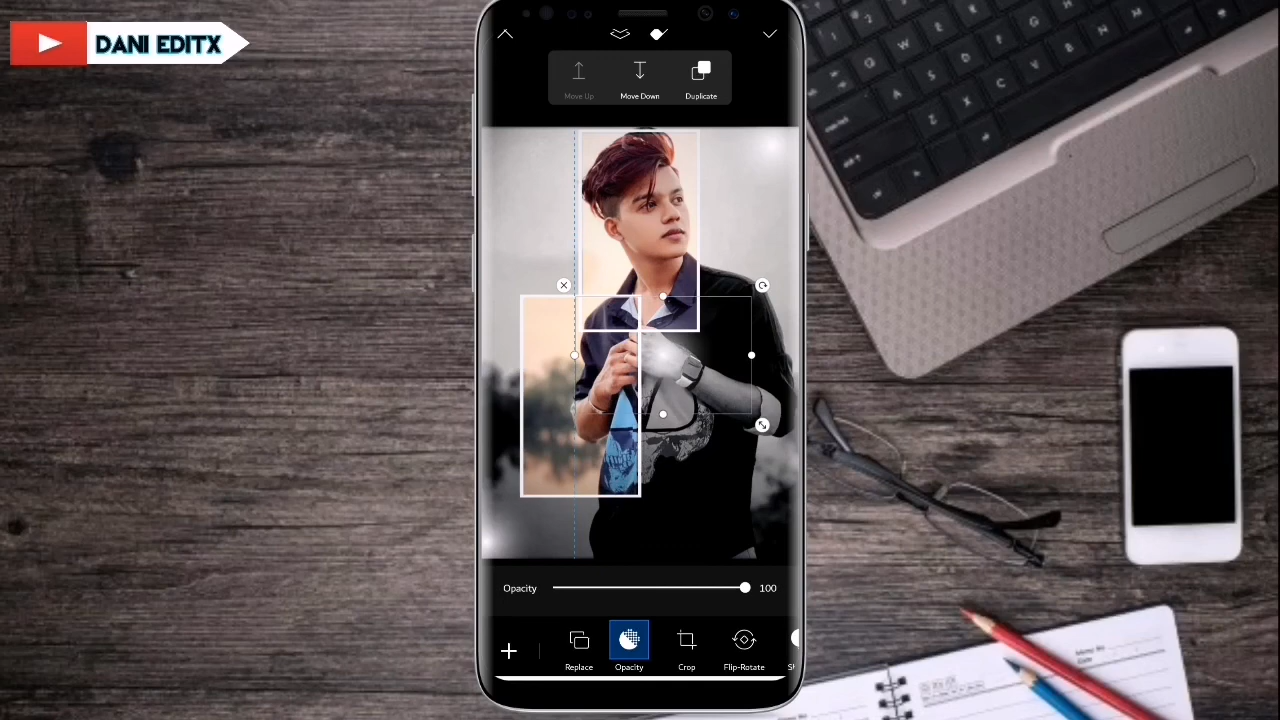 DANI EDITX
Move Up
Move Down
Duplicate
Opacity
100
Replace
Opacity
Crop
Flip-Rotate